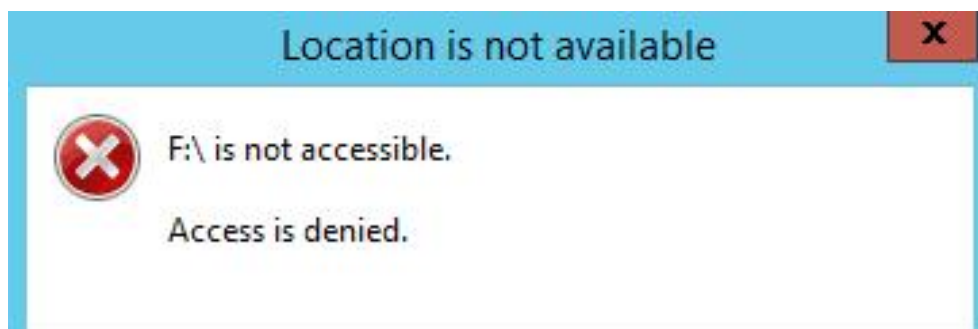 Location is not available
x
F:\ is not accessible.
Access is denied.